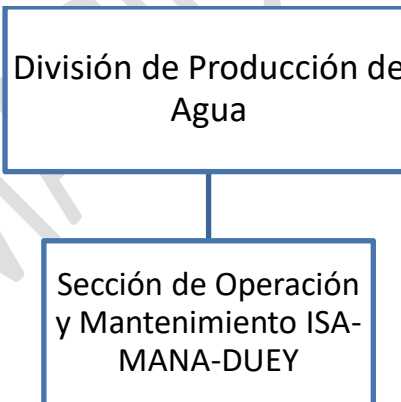 División de Producción de
Agua
Sección de Operación
y Mantenimiento ISA-
MANA-DUEY